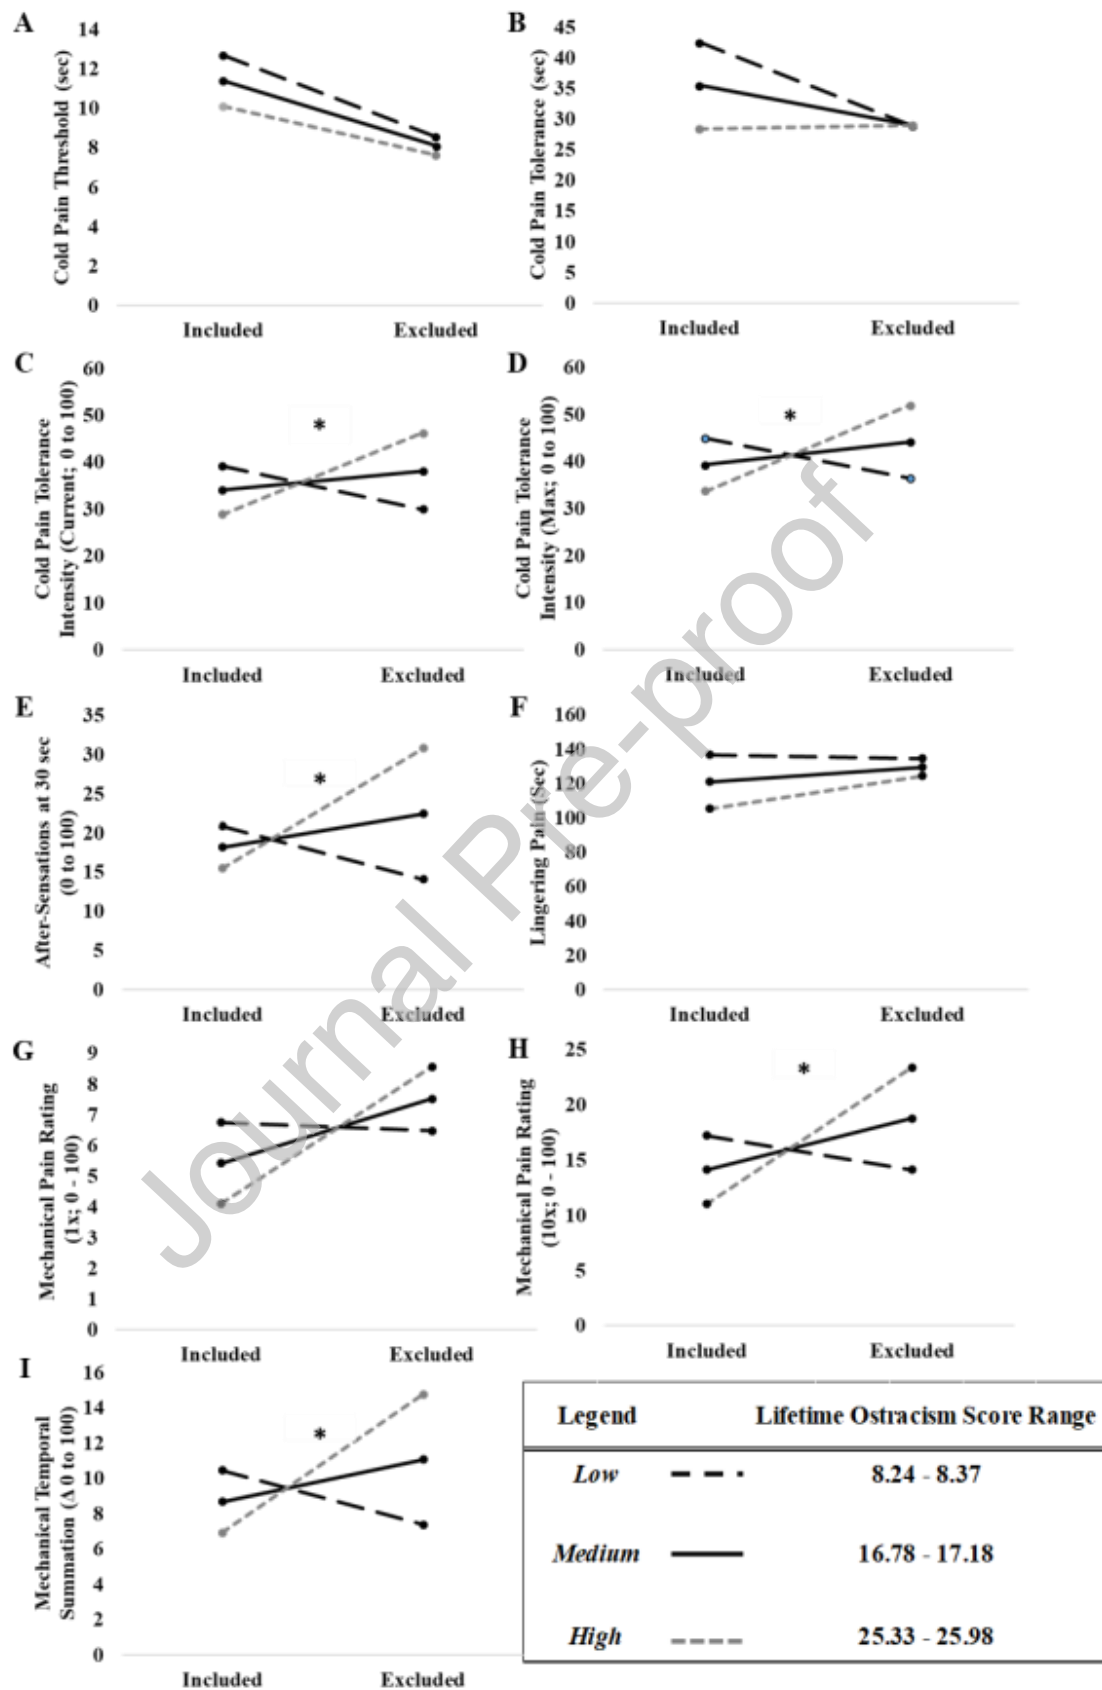 A
Cold Pain Threshold (sec)
14
12
10
8
6
4
2
0
Included
Excluded
B
Cold Pain Tolerance (sec)
45
40
35
30
25
20
15
10
5
0
Included
Excluded
C
Cold Pain Tolerance
Intensity (Current; 0 to 100)
60
50
40
30
20
10
0
*
Included
Excluded
D
Cold Pain Tolerance
Intensity (Max; 0 to 100)
60
50
40
30
20
10
0
*
Included
Excluded
E
After-Sensations at 30 sec
(0 to 100)
35
30
25
20
15
10
5
0
*
Included
Excluded
F
Lingering Pain (Sec)
160
140
120
100
80
60
40
20
0
Included
Excluded
G
Mechanical Pain Rating
(1x; 0 - 100)
9
8
7
6
5
4
3
2
1
0
Included
Excluded
H
Mechanical Pain Rating
(10x; 0 - 100)
25
20
15
10
5
0
*
Included
Excluded
I
Mechanical Temporal
Summation (Δ 0 to 100)
16
14
12
10
8
6
4
2
0
*
Included
Excluded
Legend Lifetime Ostracism Score Range
Low 8.24 - 8.37
Medium 16.78 - 17.18
High 25.33 - 25.98
Journal Pre-proof